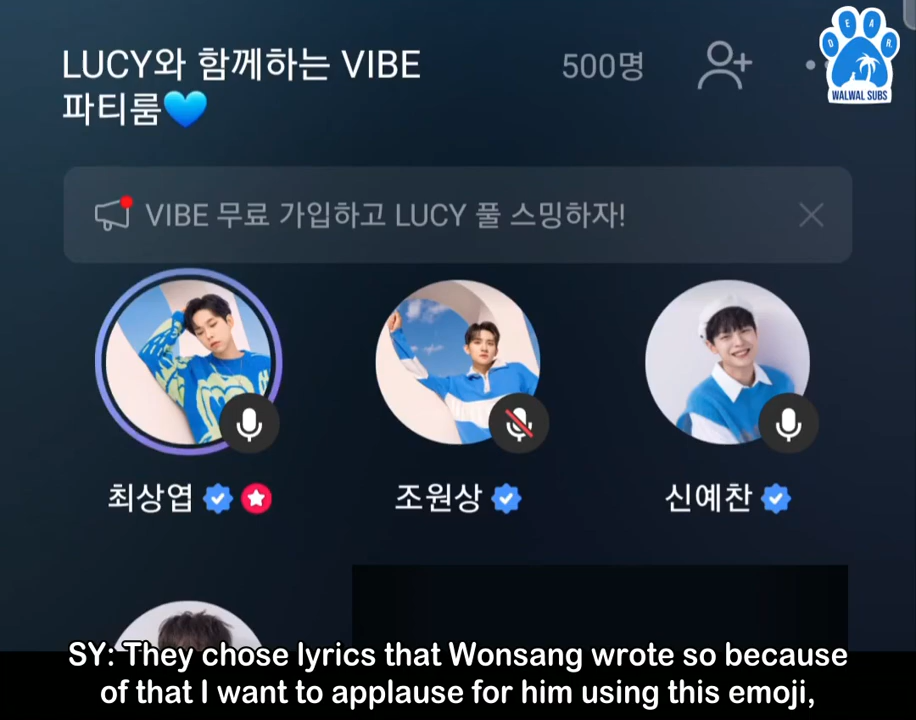 LUCY와 함께하는 VIBE
파티룸💙
500명
DEAR.
WALWAL SUBS
VIBE 무료 가입하고 LUCY 풀 스밍하자!
최상엽
조원상
신예찬
SY: They chose lyrics that Wonsang wrote so because
of that I want to applause for him using this emoji,